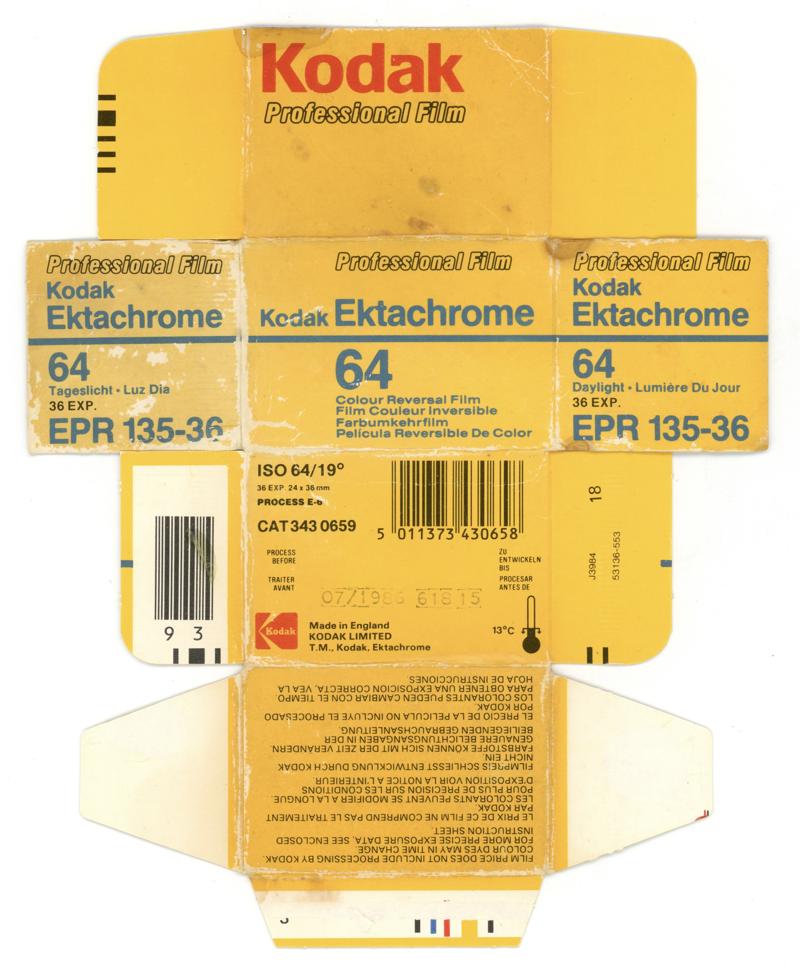 Kodak
Professional Film
Professional Film
Kodak
Ektachrome
64
Tageslicht • Luz Dia
36 EXP.
EPR 135-36
Professional Film
Kodak Ektachrome
64
Colour Reversal Film
Film Couleur Inversible
Farbumkehrfilm
Película Reversible De Color
Professional Film
Kodak
Ektachrome
64
Daylight • Lumière Du Jour
36 EXP.
EPR 135-36
9 3
ISO 64/19°
36 EXP. 24 x 36 mm
PROCESS E-6
CAT 343 0659
5 011373 430658
PROCESS
BEFORE
TRAITER
AVANT
ZU
ENTWICKELN
BIS
PROCESAR
ANTES DE
07/1986 61815
Kodak
Made in England
KODAK LIMITED
T.M., Kodak, Ektachrome
13°C
18
J3984
53136-553
FILM PRICE DOES NOT INCLUDE PROCESSING BY KODAK.
COLOUR DYES MAY IN TIME CHANGE.
FOR MORE PRECISE EXPOSURE DATA, SEE ENCLOSED
INSTRUCTION SHEET.
LE PRIX DE CE FILM NE COMPREND PAS LE TRAITEMENT
PAR KODAK.
LES COLORANTS PEUVENT SE MODIFIER A LA LONGUE.
POUR PLUS DE PRECISION SUR LES CONDITIONS
D'EXPOSITION VOIR LA NOTICE A L'INTERIEUR.
FILMPREIS SCHLIESST ENTWICKLUNG DURCH KODAK
NICHT EIN.
FARBSTOFFE KÖNNEN SICH MIT DER ZEIT VERÄNDERN.
GENAUERE BELICHTUNGSANGABEN IN DER
BEILIEGENDEN GEBRAUCHSANLEITUNG.
EL PRECIO DE LA PELICULA NO INCLUYE EL PROCESADO
POR KODAK.
LOS COLORANTES PUEDEN CAMBIAR CON EL TIEMPO
PARA OBTENER UNA EXPOSICION CORRECTA, VEA LA
HOJA DE INSTRUCCIONES